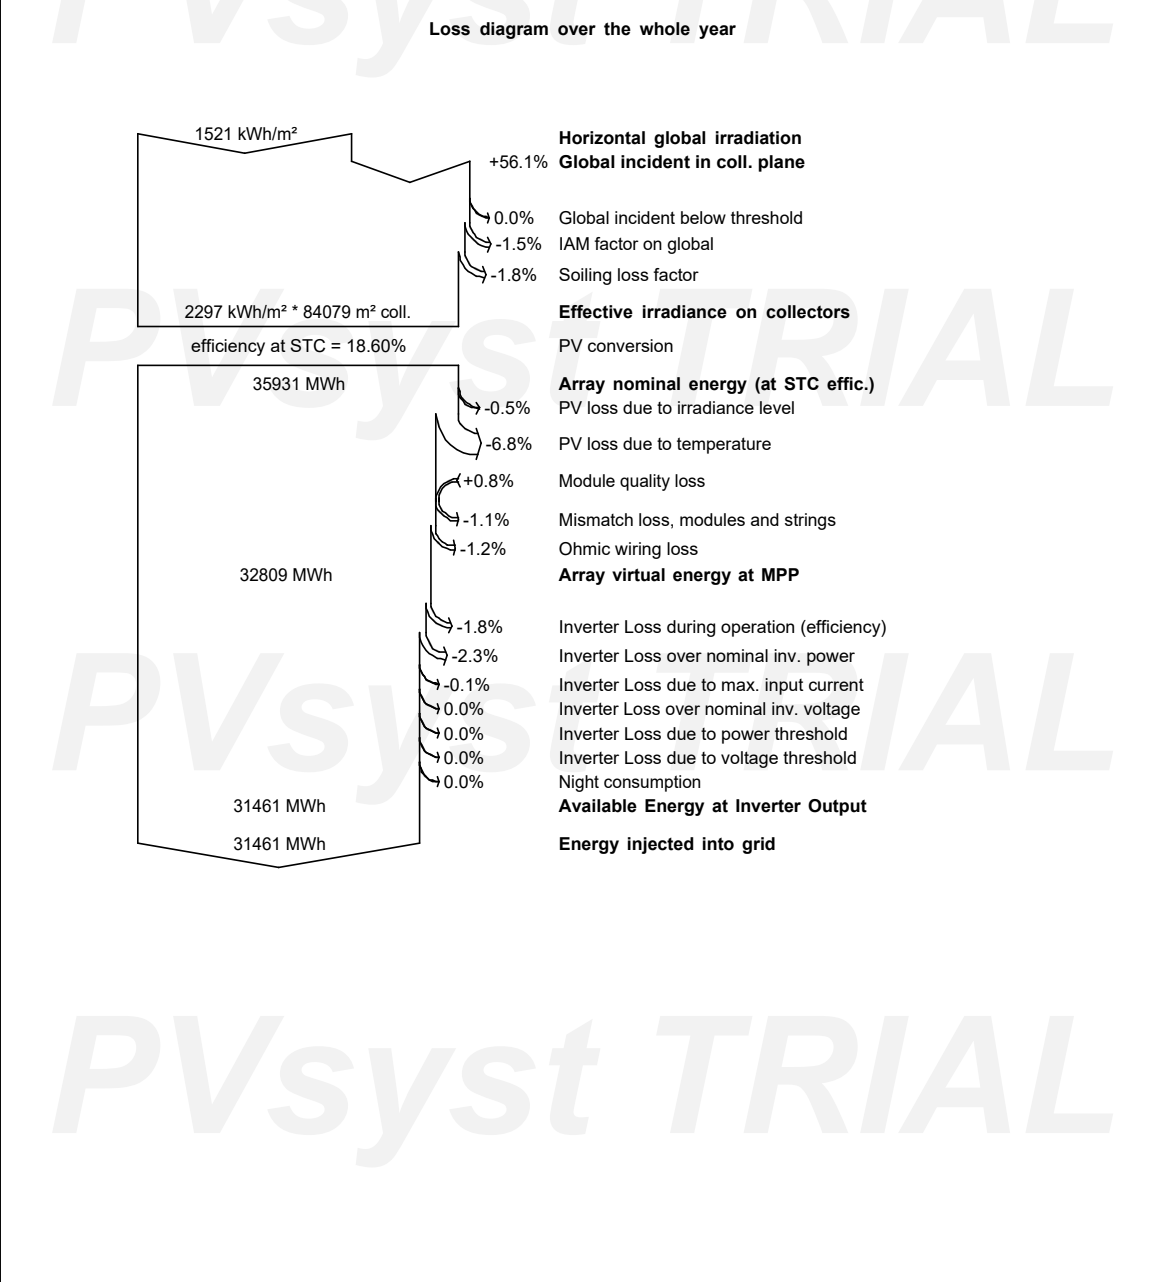 PVsyst TRIAL
Loss diagram over the whole year
1521 kWh/m²
Horizontal global irradiation
+56.1% Global incident in coll. plane
0.0% Global incident below threshold
-1.5% IAM factor on global
-1.8% Soiling loss factor
PVsyst TRIAL
2297 kWh/m² * 84079 m² coll. Effective irradiance on collectors
efficiency at STC = 18.60% PV conversion
35931 MWh Array nominal energy (at STC effic.)
-0.5% PV loss due to irradiance level
-6.8% PV loss due to temperature
+0.8% Module quality loss
-1.1% Mismatch loss, modules and strings
-1.2% Ohmic wiring loss
32809 MWh Array virtual energy at MPP
-1.8% Inverter Loss during operation (efficiency)
-2.3% Inverter Loss over nominal inv. power
PVsyst TRIAL
-0.1% Inverter Loss due to max. input current
0.0% Inverter Loss over nominal inv. voltage
0.0% Inverter Loss due to power threshold
0.0% Inverter Loss due to voltage threshold
0.0% Night consumption
31461 MWh Available Energy at Inverter Output
31461 MWh Energy injected into grid
PVsyst TRIAL